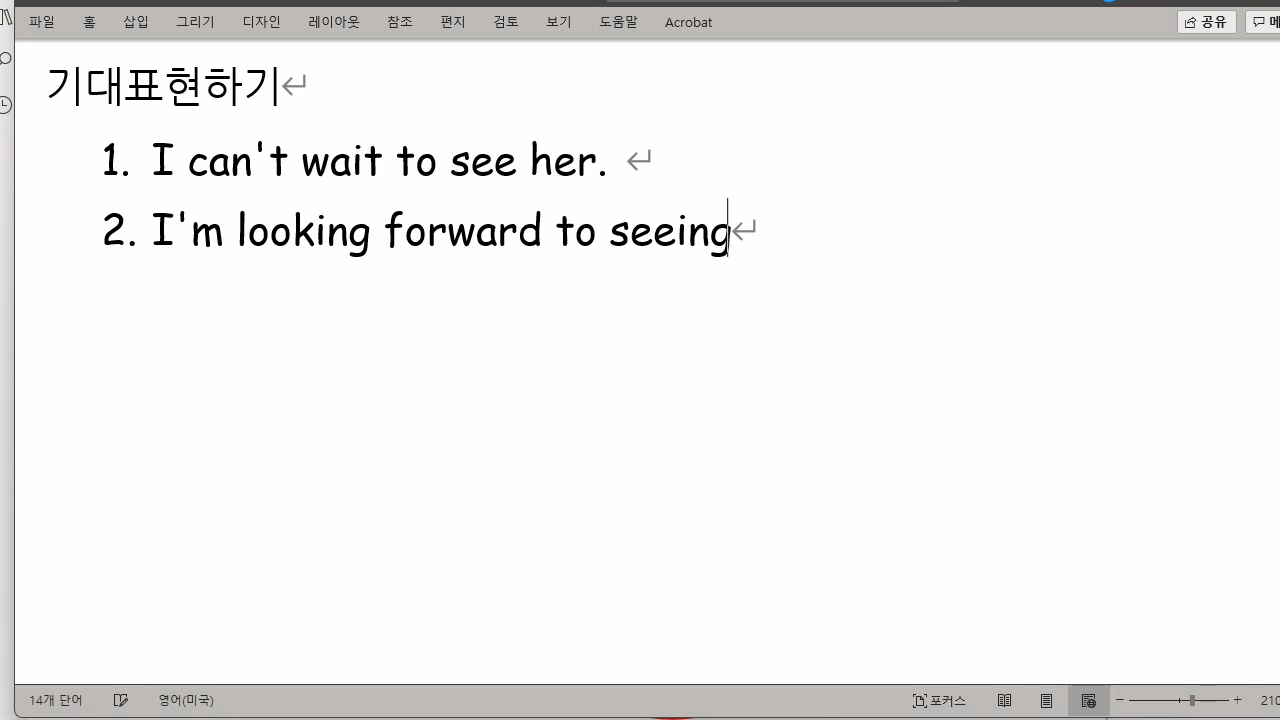 파일 홈 삽입 그리기 디자인 레이아웃 참조 편지 검토 보기 도움말 Acrobat 공유 메
기대표현하기
1. I can't wait to see her.
2. I'm looking forward to seeing
14개 단어 영어(미국) 포커스 210